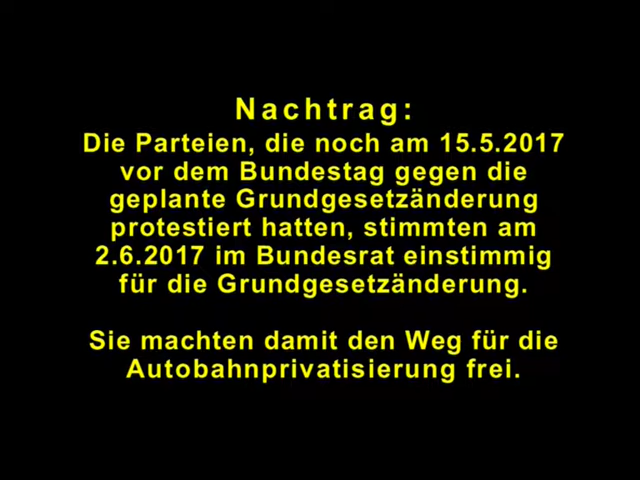 Nachtrag:
Die Parteien, die noch am 15.5.2017
vor dem Bundestag gegen die
geplante Grundgesetzänderung
protestiert hatten, stimmten am
2.6.2017 im Bundesrat einstimmig
für die Grundgesetzänderung.
Sie machten damit den Weg für die
Autobahnprivatisierung frei.